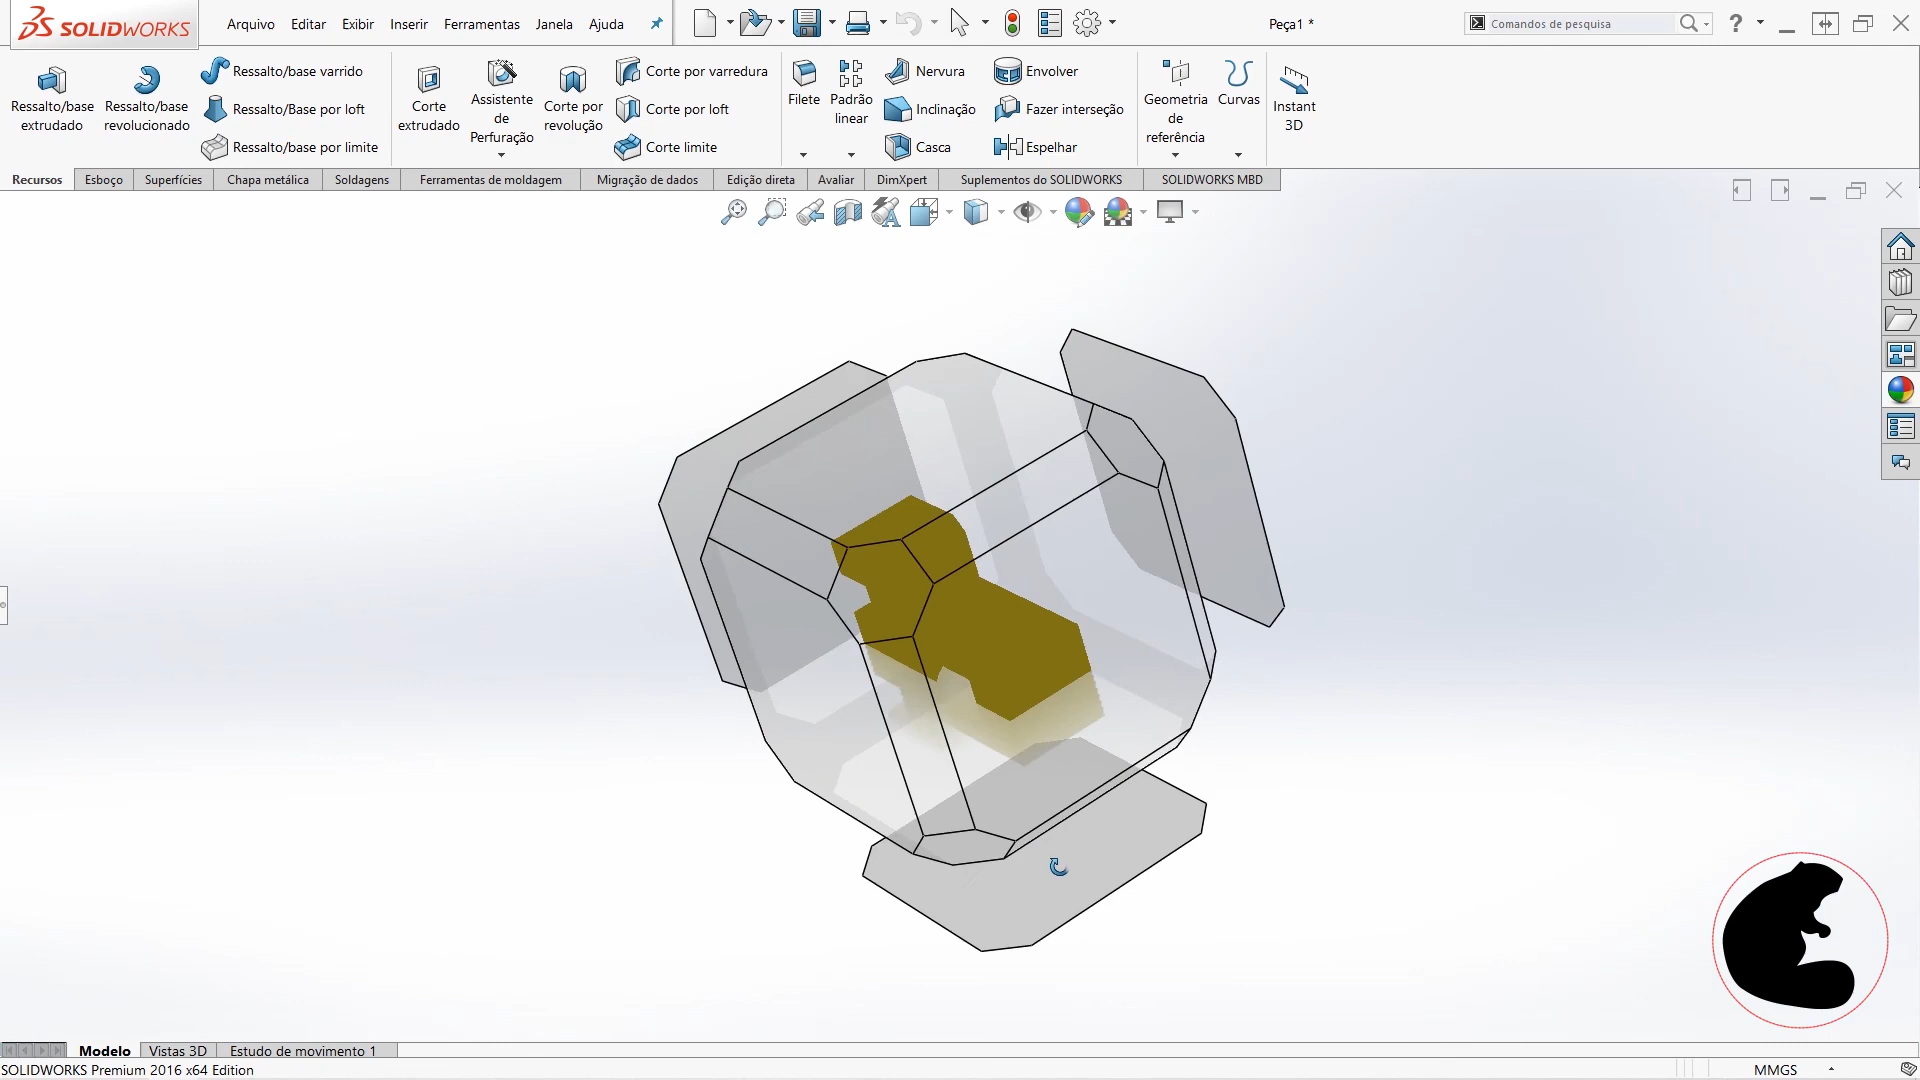 SOLIDWORKS
Arquivo Editar Exibir Inserir Ferramentas Janela Ajuda
Peça1 *
Comandos de pesquisa
?
Ressalto/base extrudado
Ressalto/base revolucionado
Ressalto/base varrido
Ressalto/Base por loft
Ressalto/base por limite
Corte extrudado
Assistente de Perfuração
Corte por revolução
Corte por varredura
Corte por loft
Corte limite
Filete
Padrão linear
Nervura
Inclinação
Casca
Envolver
Fazer interseção
Espelhar
Geometria de referência
Curvas
Instant 3D
Recursos Esboço Superfícies Chapa metálica Soldagens Ferramentas de moldagem Migração de dados Edição direta Avaliar DimXpert Suplementos do SOLIDWORKS SOLIDWORKS MBD
Modelo Vistas 3D Estudo de movimento 1
SOLIDWORKS Premium 2016 x64 Edition
MMGS